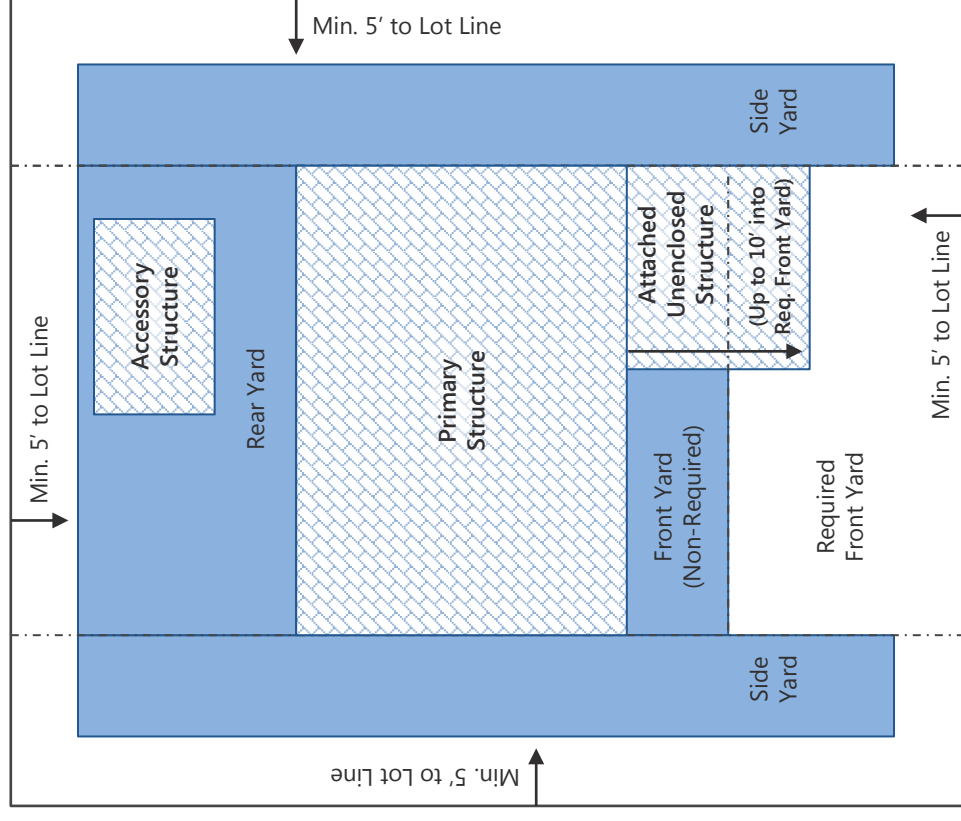 Min. 5’ to Lot Line
Min. 5’ to Lot Line
Side
Yard
Accessory
Structure
Rear Yard
Primary
Structure
Attached
Unenclosed
Structure
(Up to 10’ into
Req. Front Yard)
Front Yard
(Non-Required)
Required
Front Yard
Min. 5’ to Lot Line
Side
Yard
Min. 5’ to Lot Line